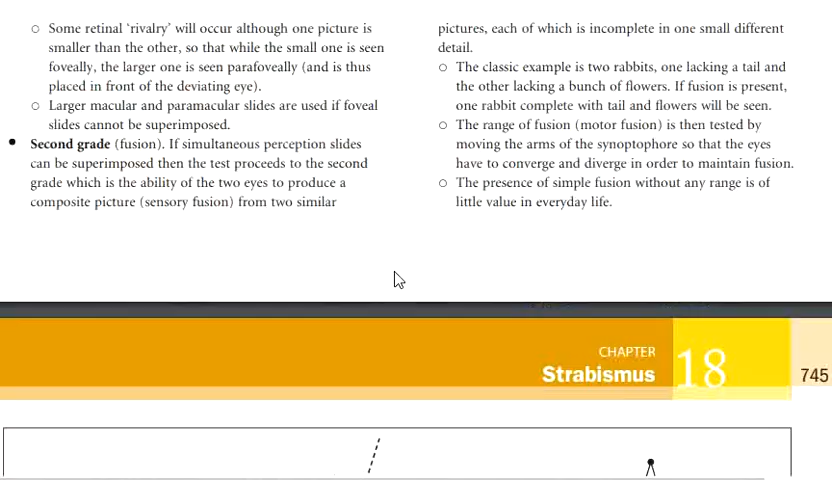 ○ Some retinal ‘rivalry’ will occur although one picture is
smaller than the other, so that while the small one is seen
foveally, the larger one is seen parafoveally (and is thus
placed in front of the deviating eye).
○ Larger macular and paramacular slides are used if foveal
slides cannot be superimposed.
• Second grade (fusion). If simultaneous perception slides
can be superimposed then the test proceeds to the second
grade which is the ability of the two eyes to produce a
composite picture (sensory fusion) from two similar
pictures, each of which is incomplete in one small different
detail.
○ The classic example is two rabbits, one lacking a tail and
the other lacking a bunch of flowers. If fusion is present,
one rabbit complete with tail and flowers will be seen.
○ The range of fusion (motor fusion) is then tested by
moving the arms of the synoptophore so that the eyes
have to converge and diverge in order to maintain fusion.
○ The presence of simple fusion without any range is of
little value in everyday life.
CHAPTER
Strabismus
18
745